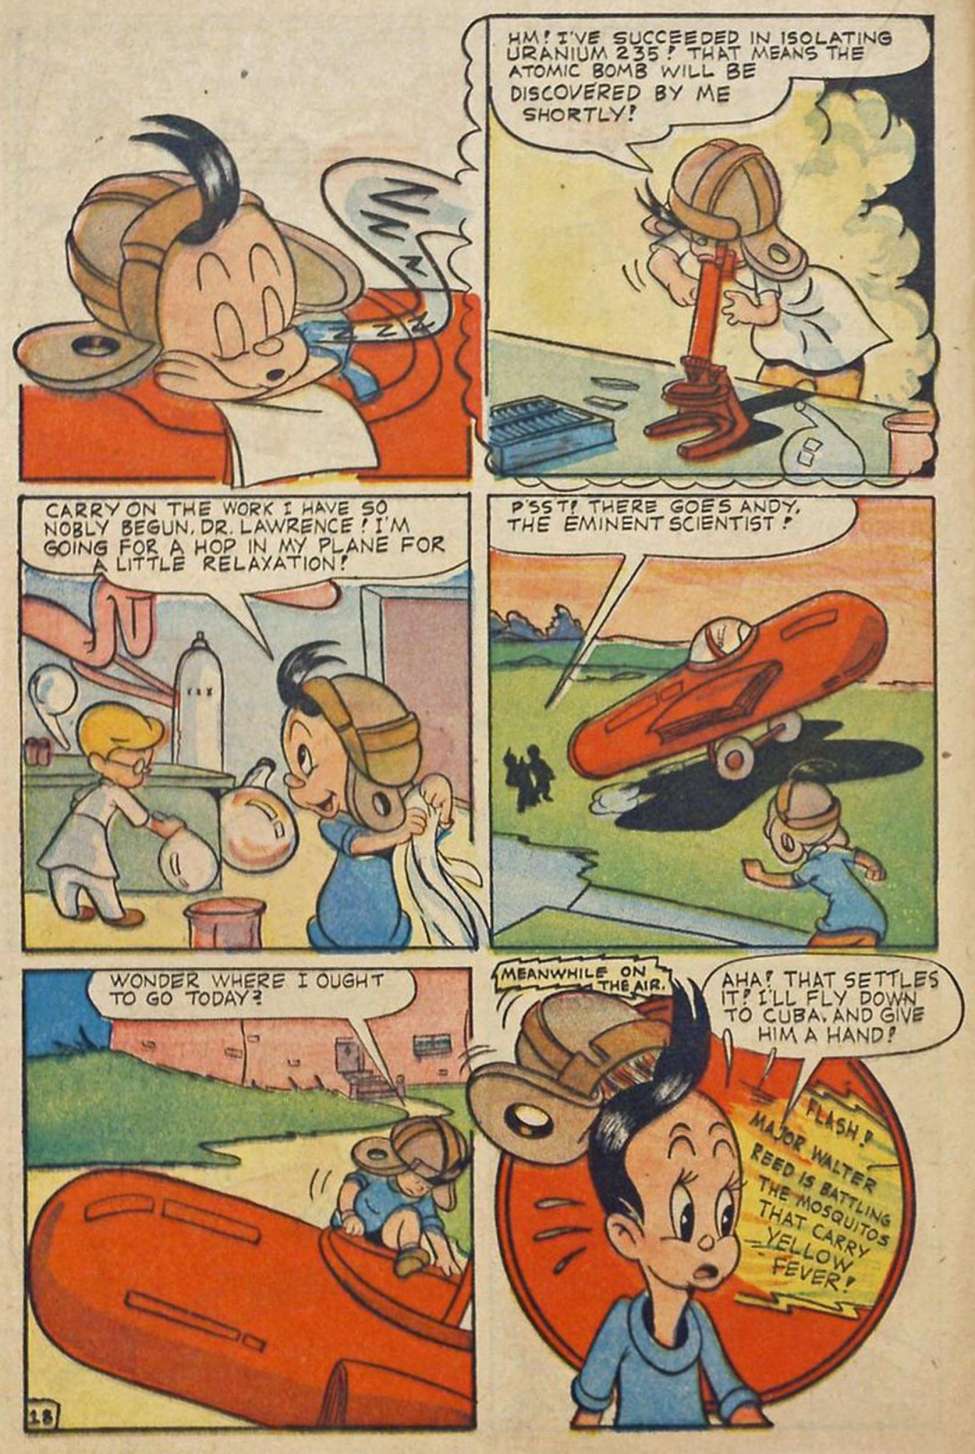 Z Z Z Z Z Z
HM! I'VE SUCCEEDED IN ISOLATING
URANIUM 235! THAT MEANS THE
ATOMIC BOMB WILL BE
DISCOVERED BY ME
SHORTLY!
CARRY ON THE WORK I HAVE SO
NOBLY BEGUN, DR. LAWRENCE! I'M
GOING FOR A HOP IN MY PLANE FOR
A LITTLE RELAXATION!
P'SST! THERE GOES ANDY,
THE EMINENT SCIENTIST!
WONDER WHERE I OUGHT
TO GO TODAY?
MEANWHILE ON
THE AIR.
AHA! THAT SETTLES
IT! I'LL FLY DOWN
TO CUBA, AND GIVE
HIM A HAND!
FLASH!
MAJOR WALTER
REED IS BATTLING
THE MOSQUITOS
THAT CARRY
YELLOW
FEVER!
18